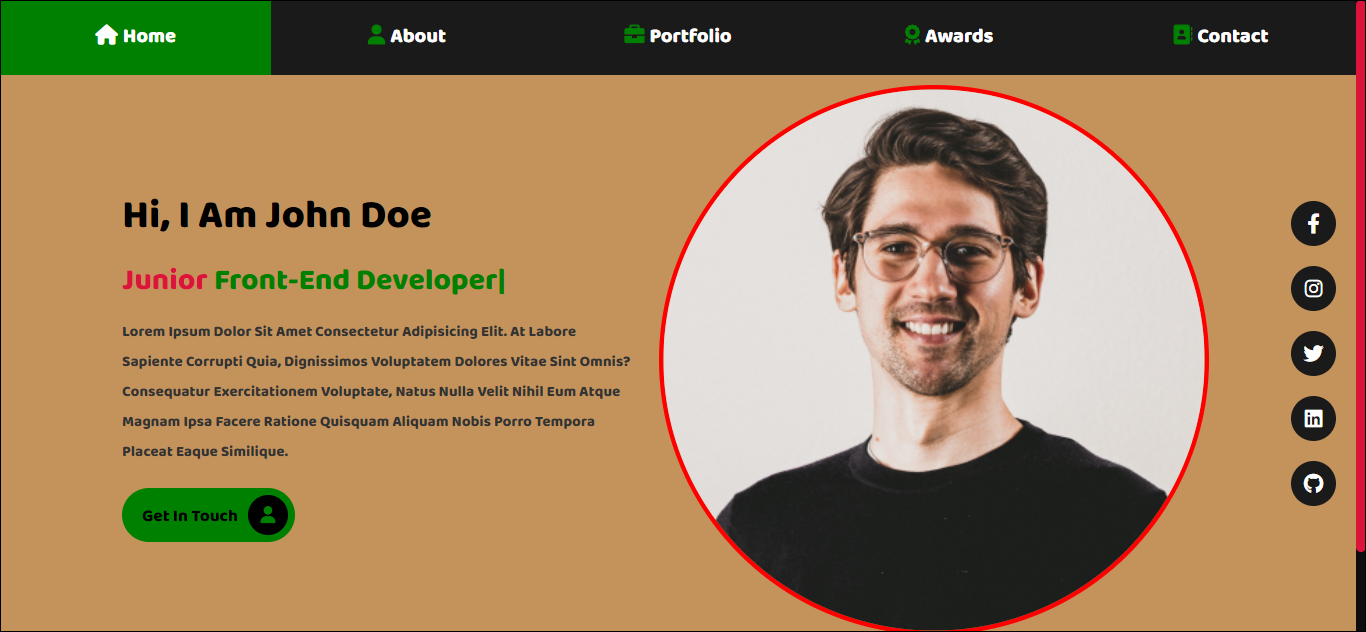 Home
About
Portfolio
Awards
Contact
Hi, I Am John Doe
Junior Front-End Developer|
Lorem Ipsum Dolor Sit Amet Consectetur Adipisicing Elit. At Labore
Sapiente Corrupti Quia, Dignissimos Voluptatem Dolores Vitae Sint Omnis?
Consequatur Exercitationem Voluptate, Natus Nulla Velit Nihil Eum Atque
Magnam Ipsa Facere Ratione Quisquam Aliquam Nobis Porro Tempora
Placeat Eaque Similique.
Get In Touch